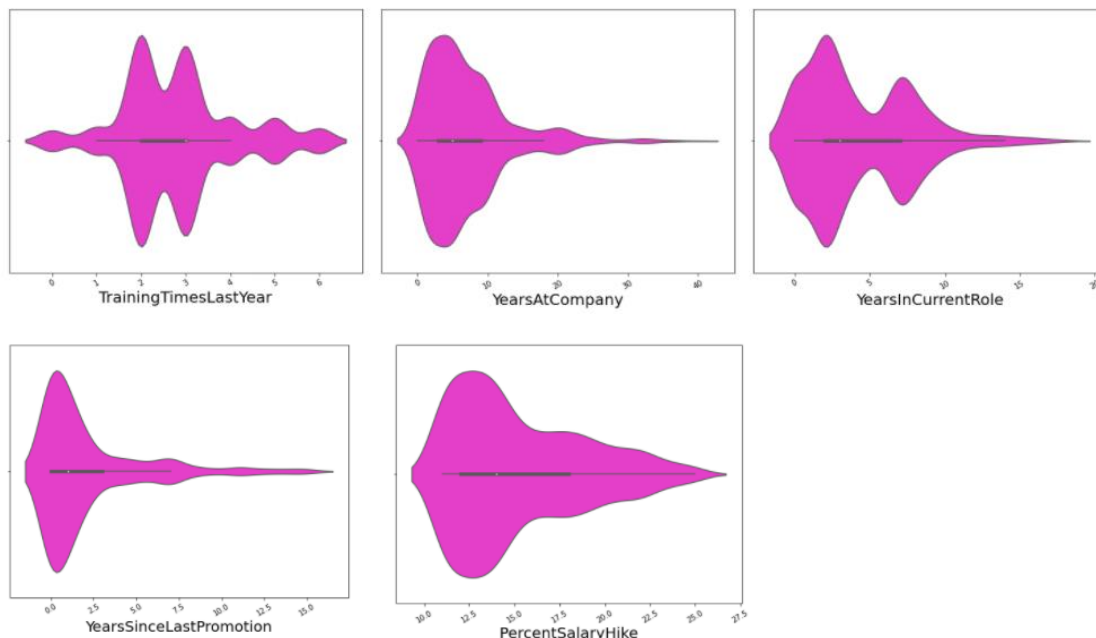 0 1 2 3 4 5 6
TrainingTimesLastYear
0 10 20 30 40
YearsAtCompany
0 5 10 15 20
YearsInCurrentRole
0.0 2.5 5.0 7.5 10.0 12.5 15.0
YearsSinceLastPromotion
10.0 12.5 15.0 17.5 20.0 22.5 25.0 27.5
PercentSalaryHike